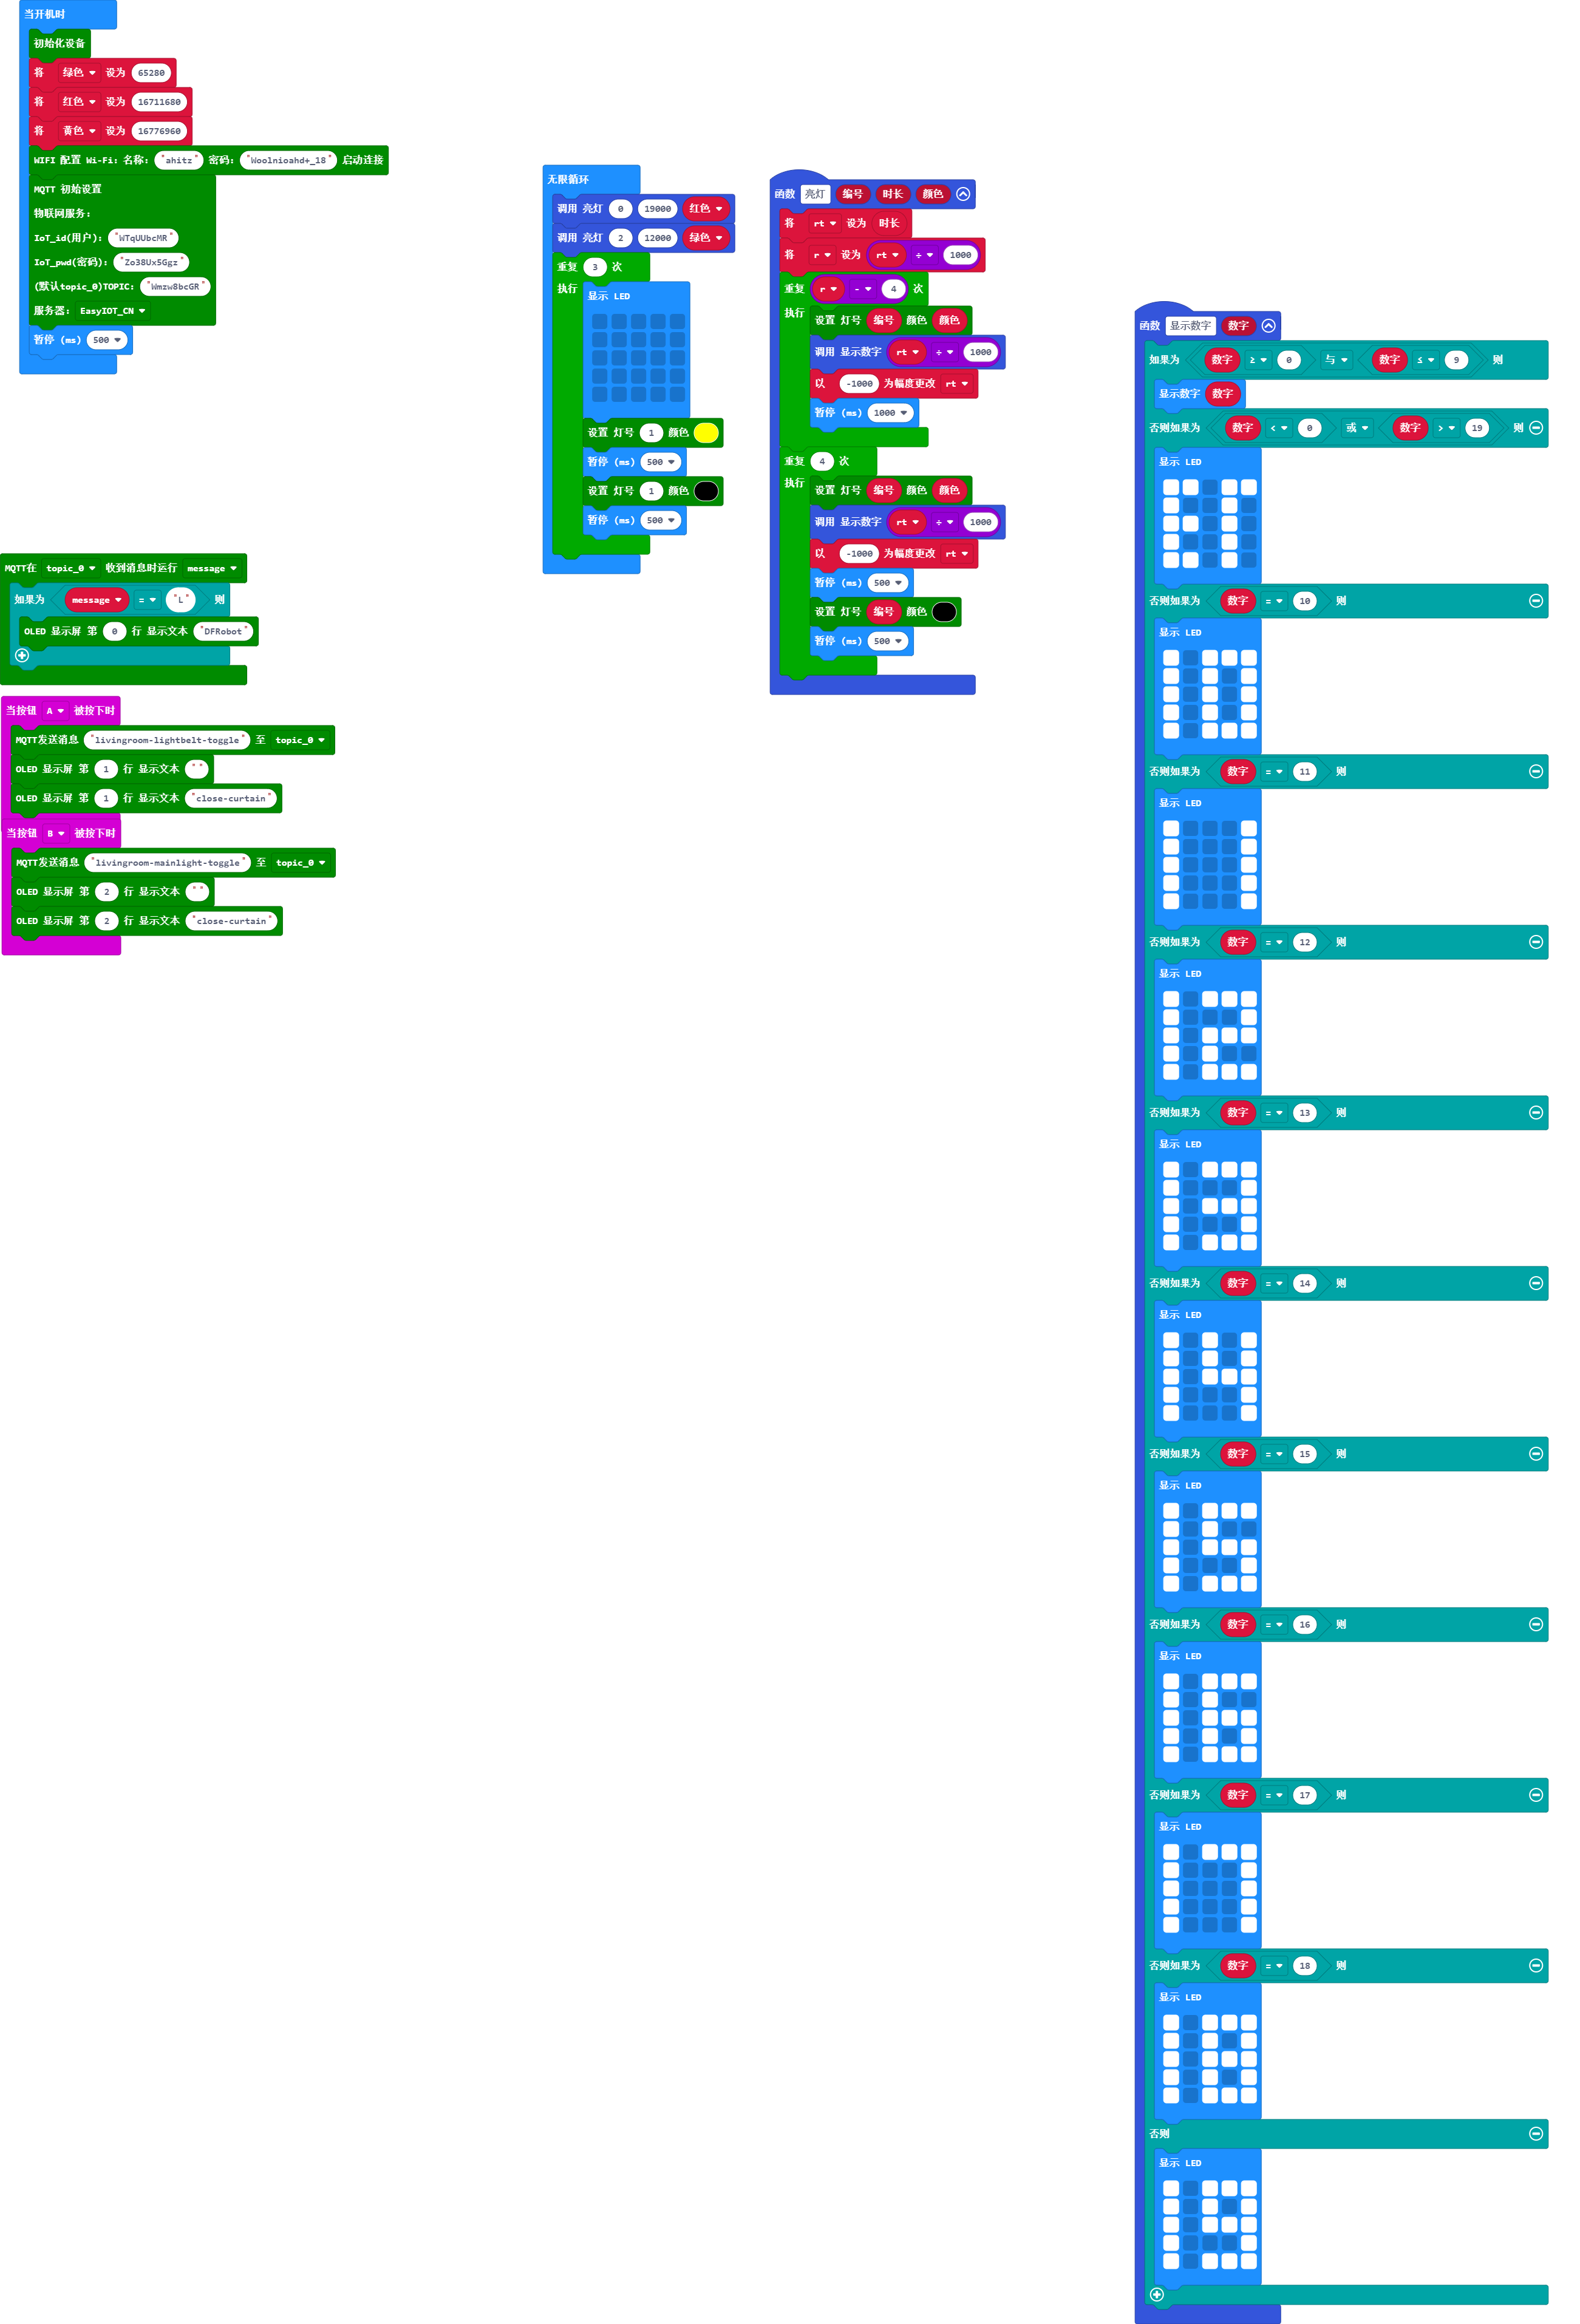 当开机时
初始化设备
将 绿色 设为 65280
将 红色 设为 16711680
将 黄色 设为 16776960
WIFI 配置 Wi-Fi: 名称: "ahitz" 密码: "Woolnioahd+_18" 启动连接
MQTT 初始设置
物联网服务:
IoT_id(用户): "WTqUUbcMR"
IoT_pwd(密码): "Zo38Ux5Ggz"
(默认topic_0)TOPIC: "Wmzw8bcGR"
服务器: EasyIOT_CN
暂停 (ms) 500
MQTT在 topic_0 收到消息时运行 message
如果为 message = "L" 则
OLED 显示屏 第 0 行 显示文本 "DFRobot"
当按钮 A 被按下时
MQTT发送消息 "livingroom-lightbelt-toggle" 至 topic_0
OLED 显示屏 第 1 行 显示文本 " "
OLED 显示屏 第 1 行 显示文本 "close-curtain"
当按钮 B 被按下时
MQTT发送消息 "livingroom-mainlight-toggle" 至 topic_0
OLED 显示屏 第 2 行 显示文本 " "
OLED 显示屏 第 2 行 显示文本 "close-curtain"
无限循环
调用 亮灯 0 19000 红色
调用 亮灯 2 12000 绿色
重复 3 次
执行
显示 LED
设置 灯号 1 颜色
暂停 (ms) 500
设置 灯号 1 颜色
暂停 (ms) 500
函数 亮灯 编号 时长 颜色
将 rt 设为 时长
将 r 设为 rt ÷ 1000
重复 r - 4 次
执行 设置 灯号 编号 颜色 颜色
调用 显示数字 rt ÷ 1000
以 -1000 为幅度更改 rt
暂停 (ms) 1000
重复 4 次
执行 设置 灯号 编号 颜色 颜色
调用 显示数字 rt ÷ 1000
以 -1000 为幅度更改 rt
暂停 (ms) 500
设置 灯号 编号 颜色
暂停 (ms) 500
函数 显示数字 数字
如果为 数字 ≥ 0 与 数字 ≤ 9 则
显示数字 数字
否则如果为 数字 < 0 或 数字 > 19 则
显示 LED
否则如果为 数字 = 10 则
显示 LED
否则如果为 数字 = 11 则
显示 LED
否则如果为 数字 = 12 则
显示 LED
否则如果为 数字 = 13 则
显示 LED
否则如果为 数字 = 14 则
显示 LED
否则如果为 数字 = 15 则
显示 LED
否则如果为 数字 = 16 则
显示 LED
否则如果为 数字 = 17 则
显示 LED
否则如果为 数字 = 18 则
显示 LED
否则
显示 LED